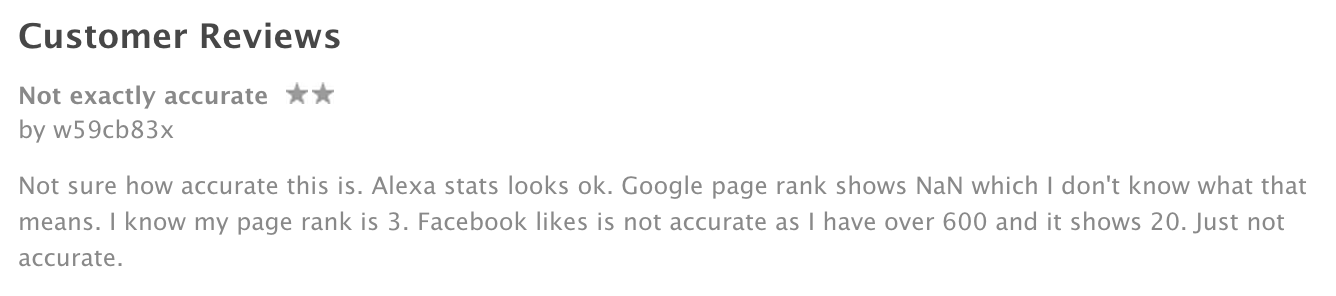 Customer Reviews
Not exactly accurate ★★
by w59cb83x
Not sure how accurate this is. Alexa stats looks ok. Google page rank shows NaN which I don't know what that
means. I know my page rank is 3. Facebook likes is not accurate as I have over 600 and it shows 20. Just not
accurate.